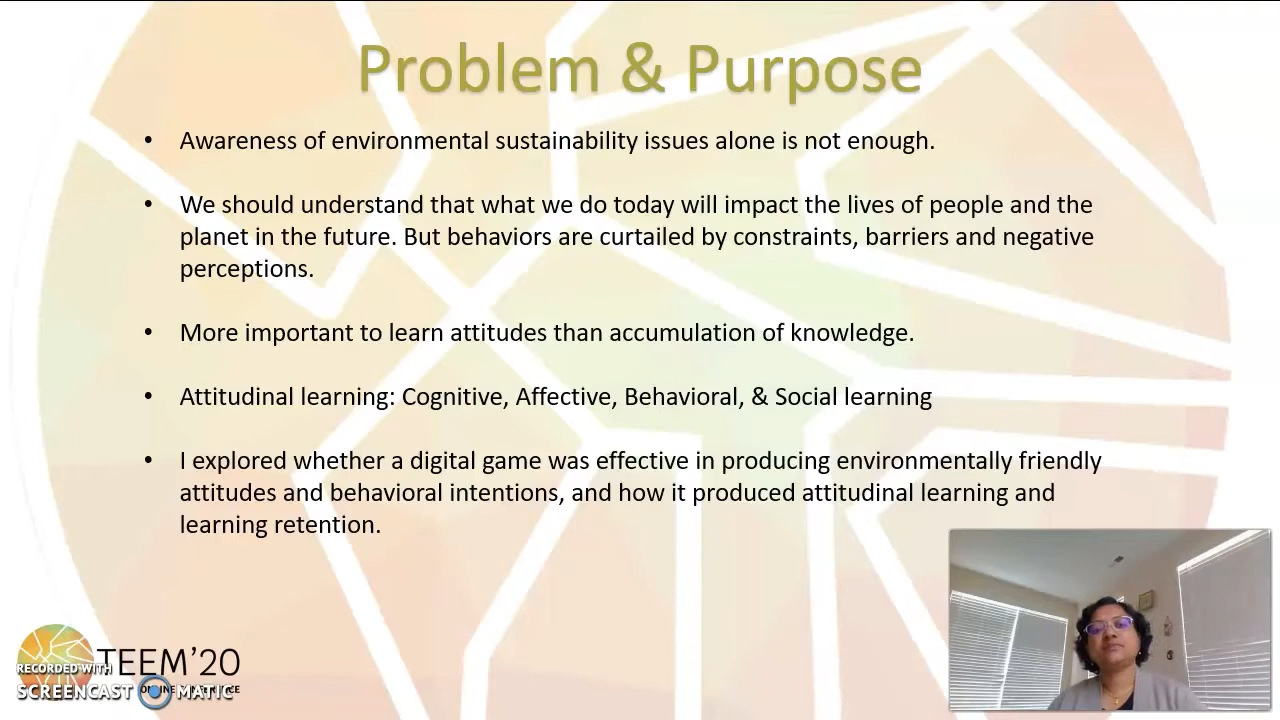 Problem & Purpose
• Awareness of environmental sustainability issues alone is not enough.
• We should understand that what we do today will impact the lives of people and the
planet in the future. But behaviors are curtailed by constraints, barriers and negative
perceptions.
• More important to learn attitudes than accumulation of knowledge.
• Attitudinal learning: Cognitive, Affective, Behavioral, & Social learning
• I explored whether a digital game was effective in producing environmentally friendly
attitudes and behavioral intentions, and how it produced attitudinal learning and
learning retention.
TEEM’20
RECORDED WITH
SCREENCAST MATIC